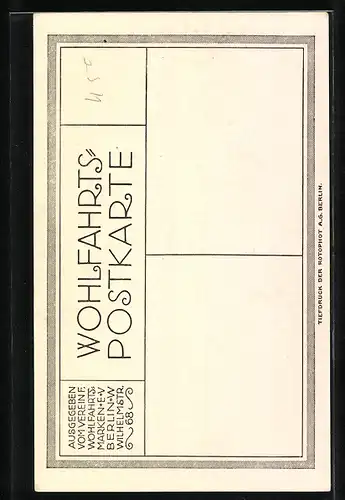 AUSGEGEBEN
VOM VEREIN F.
WOHLFAHRTS-
MARKEN·E·V
BERLIN·W
WILHELMSTR.
68
WOHLFAHRTS=
POSTKARTE
TIEFDRUCK DER ROTOPHOT A.G. BERLIN.